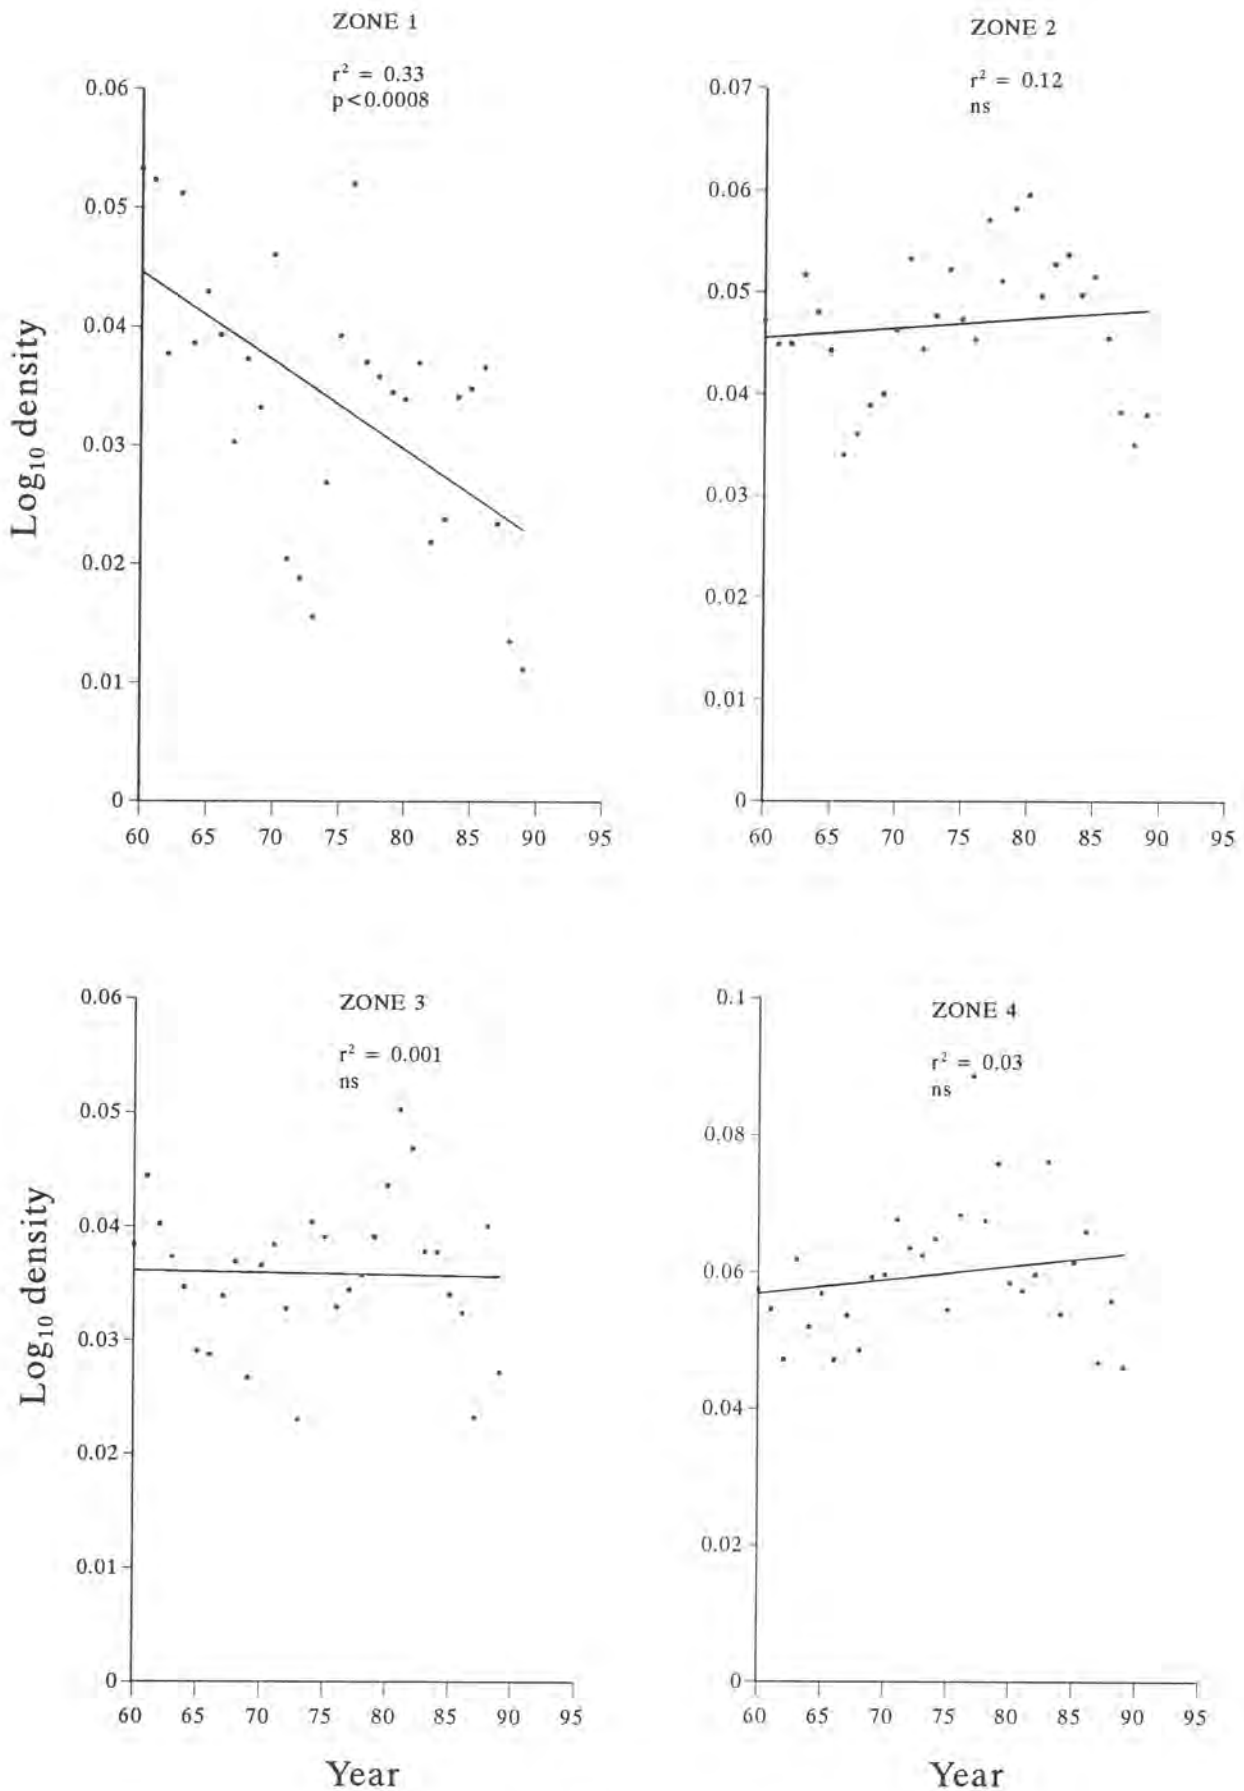 ZONE 1
r² = 0.33
p<0.0008
0.06
0.05
0.04
0.03
0.02
0.01
0
60 65 70 75 80 85 90 95
Log₁₀ density
ZONE 2
r² = 0.12
ns
0.07
0.06
0.05
0.04
0.03
0.02
0.01
0
60 65 70 75 80 85 90 95
ZONE 3
r² = 0.001
ns
0.06
0.05
0.04
0.03
0.02
0.01
0
60 65 70 75 80 85 90 95
Log₁₀ density
Year
ZONE 4
r² = 0.03
ns
0.1
0.08
0.06
0.04
0.02
0
60 65 70 75 80 85 90 95
Year